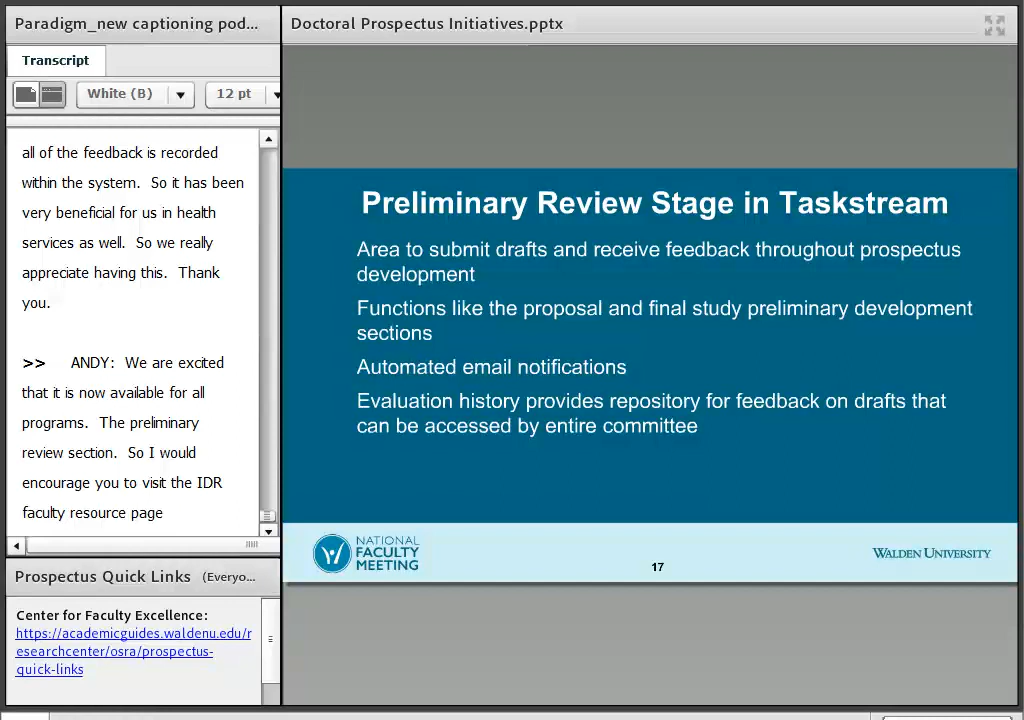 Paradigm_new captioning pod...
Transcript
White (B)
12 pt
all of the feedback is recorded
within the system. So it has been
very beneficial for us in health
services as well. So we really
appreciate having this. Thank
you.
>> ANDY: We are excited
that it is now available for all
programs. The preliminary
review section. So I would
encourage you to visit the IDR
faculty resource page
Prospectus Quick Links (Everyo...
Center for Faculty Excellence:
https://academicguides.waldenu.edu/r
esearchcenter/osra/prospectus-
quick-links
Doctoral Prospectus Initiatives.pptx
Preliminary Review Stage in Taskstream
Area to submit drafts and receive feedback throughout prospectus
development
Functions like the proposal and final study preliminary development
sections
Automated email notifications
Evaluation history provides repository for feedback on drafts that
can be accessed by entire committee
NATIONAL
FACULTY
MEETING
17
WALDEN UNIVERSITY